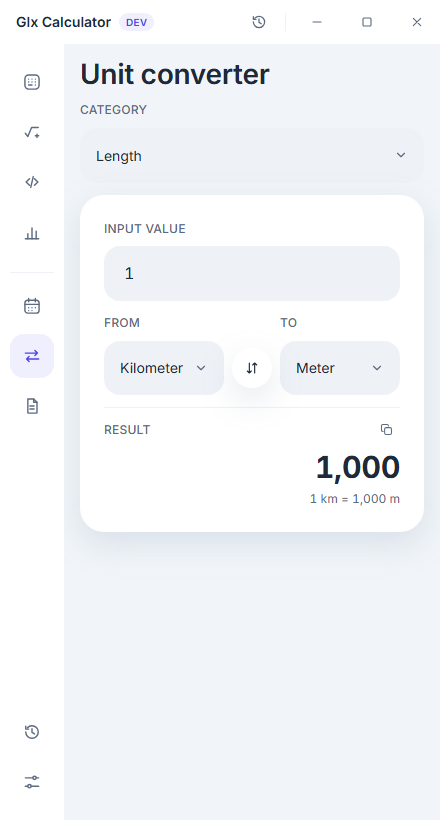 Glx Calculator DEV
Unit converter
CATEGORY
Length
INPUT VALUE
1
FROM TO
Kilometer Meter
RESULT
1,000
1 km = 1,000 m